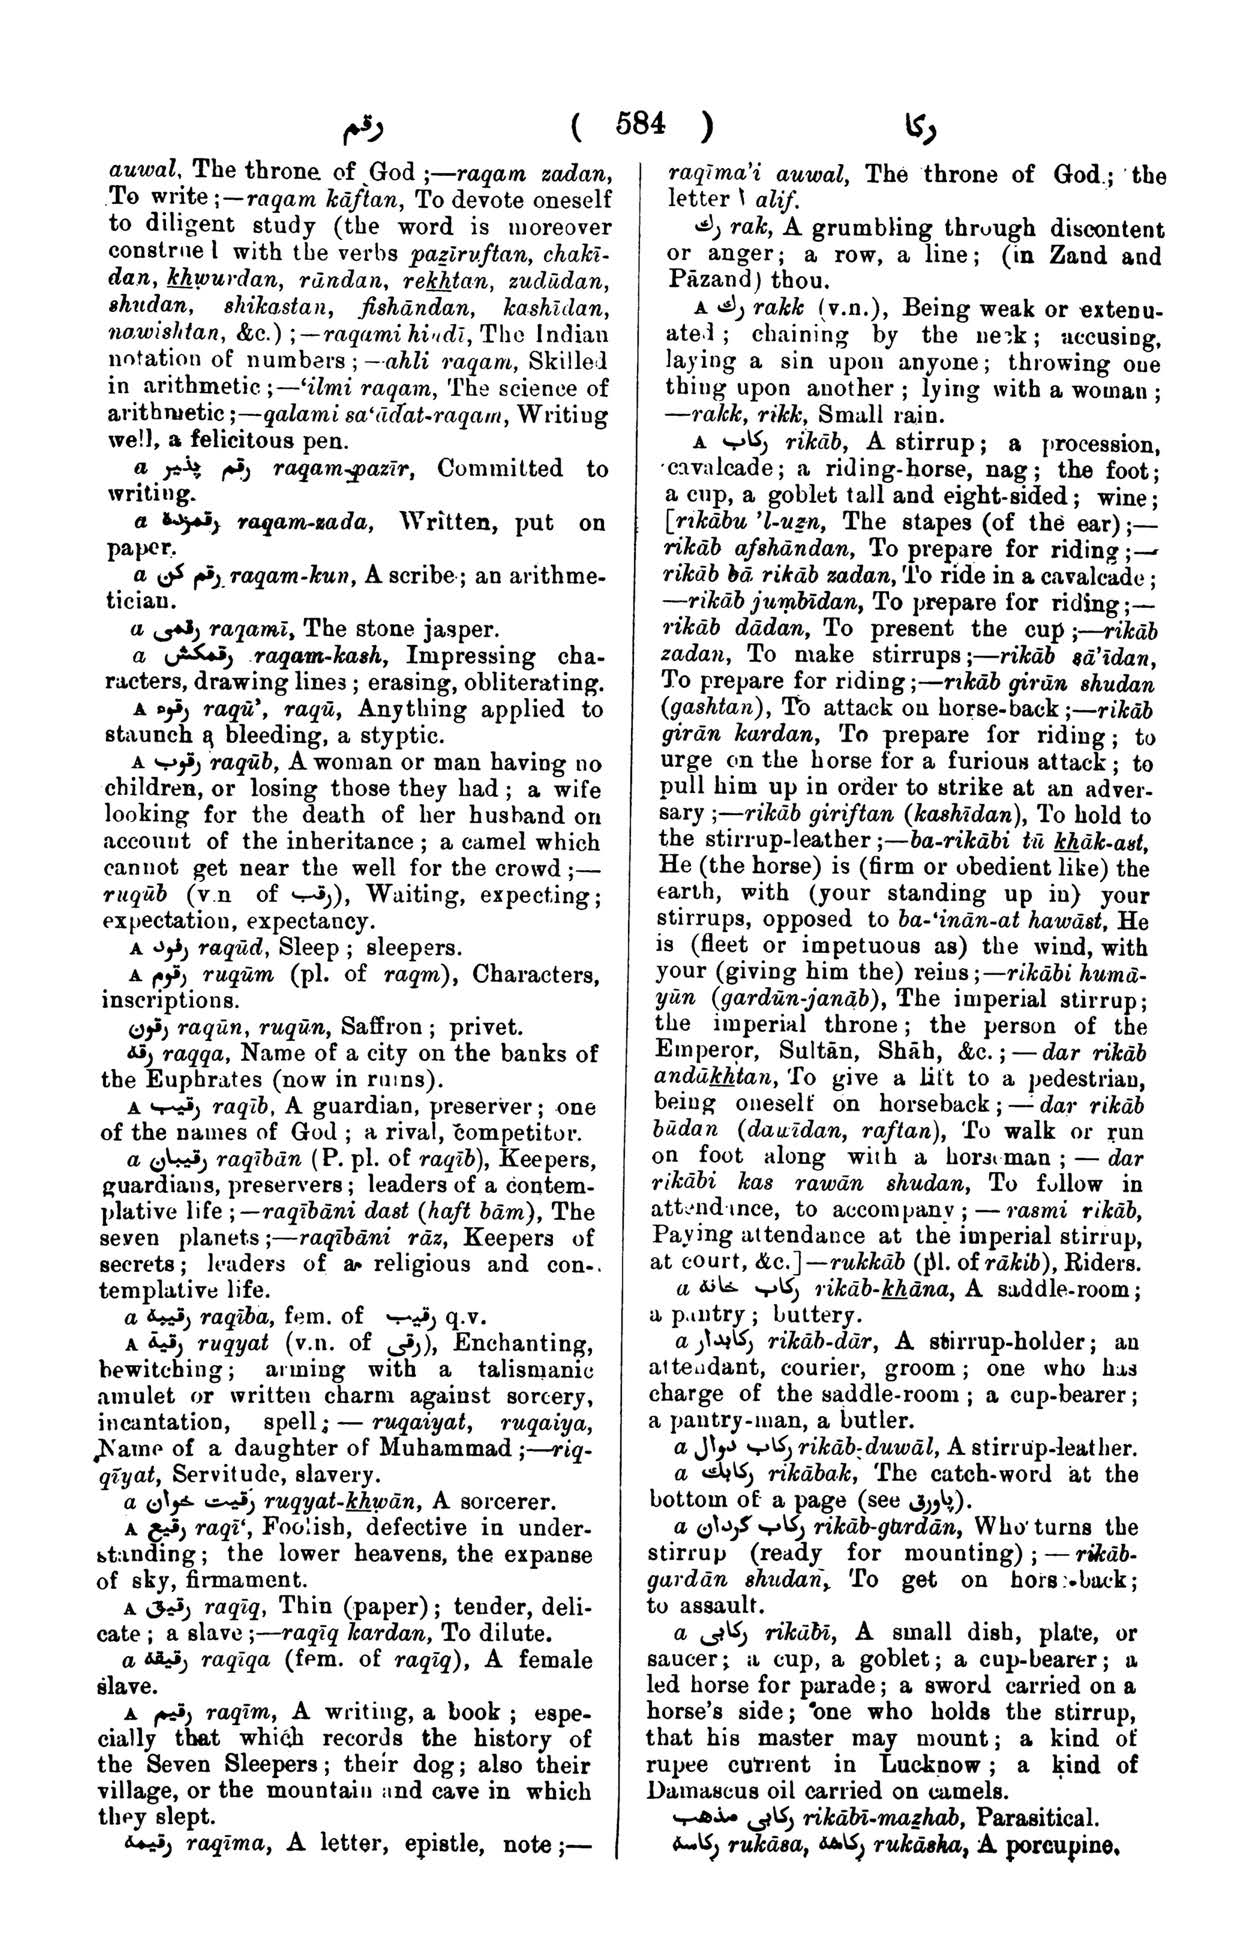 رقم ( 584 ) رکا
auwal, The throne of God ;—raqam zadan,
To write ;—raqam kāftan, To devote oneself
to diligent study (the word is moreover
construed with the verbs paẕīruftan, chakī-
dan, khẉurdan, rāndan, rekhtan, zudūdan,
shudan, shikastan, fishāndan, kashīdan,
nawishtan, &c.) ;—raqami hindī, The Indian
notation of numbers ;—ahli raqam, Skilled
in arithmetic ;—‘ilmi raqam, The science of
arithmetic ;—qalami sa‘ādat-raqam, Writing
well, a felicitous pen.
a رقم پذیر raqam-paẕīr, Committed to
writing.
a رقمزده raqam-zada, Written, put on
paper.
a رقم کن raqam-kun, A scribe ; an arithme-
tician.
a رقمی raqamī, The stone jasper.
a رقمکش raqam-kash, Impressing cha-
racters, drawing lines ; erasing, obliterating.
A رقوء raqū’, raqū, Anything applied to
staunch a bleeding, a styptic.
A رقوب raqūb, A woman or man having no
children, or losing those they had ; a wife
looking for the death of her husband on
account of the inheritance ; a camel which
cannot get near the well for the crowd ;—
ruqūb (v.n of رقب), Waiting, expecting ;
expectation, expectancy.
A رقود raqūd, Sleep ; sleepers.
A رقوم ruqūm (pl. of raqm), Characters,
inscriptions.
رقون raqūn, ruqūn, Saffron ; privet.
رقه raqqa, Name of a city on the banks of
the Euphrates (now in ruins).
A رقیب raqīb, A guardian, preserver ; one
of the names of God ; a rival, competitor.
a رقیبان raqībān (P. pl. of raqīb), Keepers,
guardians, preservers ; leaders of a contem-
plative life ;—raqībāni dast (haft bām), The
seven planets ;—raqībāni rāz, Keepers of
secrets ; leaders of a religious and con-
templative life.
a رقیبه raqība, fem. of رقیب q.v.
A رقیة ruqyat (v.n. of رقی), Enchanting,
bewitching ; arming with a talismanic
amulet or written charm against sorcery,
incantation, spell ; — ruqaiyat, ruqaiya,
Name of a daughter of Muhammad ;—riq-
qīyat, Servitude, slavery.
a رقیت خوان ruqyat-khẉān, A sorcerer.
A رقیع raqī‘, Foolish, defective in under-
standing ; the lower heavens, the expanse
of sky, firmament.
A رقیق raqīq, Thin (paper) ; tender, deli-
cate ; a slave ;—raqīq kardan, To dilute.
a رقیقه raqīqa (fem. of raqīq), A female
slave.
A رقیم raqīm, A writing, a book ; espe-
cially that which records the history of
the Seven Sleepers ; their dog ; also their
village, or the mountain and cave in which
they slept.
رقیمه raqīma, A letter, epistle, note ;—
raqīma’i auwal, The throne of God ; the
letter ا alif.
رك rak, A grumbling through discontent
or anger ; a row, a line ; (in Zand and
Pāzand) thou.
A رك rakk (v.n.), Being weak or extenu-
ated ; chaining by the neck ; accusing,
laying a sin upon anyone ; throwing one
thing upon another ; lying with a woman ;
—rakk, rikk, Small rain.
A رکاب rikāb, A stirrup ; a procession,
cavalcade ; a riding-horse, nag ; the foot ;
a cup, a goblet tall and eight-sided ; wine ;
[rikābu ’l-uẕn, The stapes (of the ear) ;—
rikāb afshāndan, To prepare for riding ;—
rikāb bā rikāb zadan, To ride in a cavalcade ;
—rikāb juṃbīdan, To prepare for riding ;—
rikāb dādan, To present the cup ;—rikāb
zadan, To make stirrups ;—rikāb sā’īdan,
To prepare for riding ;—rikāb girān shudan
(gashtan), To attack on horse-back ;—rikāb
girān kardan, To prepare for riding ; to
urge on the horse for a furious attack ; to
pull him up in order to strike at an adver-
sary ;—rikāb giriftan (kashīdan), To hold to
the stirrup-leather ;—ba-rikābi tū khāk-ast,
He (the horse) is (firm or obedient like) the
earth, with (your standing up in) your
stirrups, opposed to ba-‘inān-at hawāst, He
is (fleet or impetuous as) the wind, with
your (giving him the) reins ;—rikābi humā-
yūn (gardūn-janāb), The imperial stirrup ;
the imperial throne ; the person of the
Emperor, Sultān, Shāh, &c. ; — dar rikāb
andākhtan, To give a lift to a pedestrian,
being oneself on horseback ; — dar rikāb
būdan (dawīdan, raftan), To walk or run
on foot along with a horseman ; — dar
rikābi kas rawān shudan, To follow in
attendance, to accompany ; — rasmi rikāb,
Paying attendance at the imperial stirrup,
at court, &c.]—rukkāb (pl. of rākib), Riders.
a رکاب خانه rikāb-khāna, A saddle-room ;
a pantry ; buttery.
a رکابدار rikāb-dār, A stirrup-holder ; an
attendant, courier, groom ; one who has
charge of the saddle-room ; a cup-bearer ;
a pantry-man, a butler.
a رکاب دوال rikāb-duwāl, A stirrup-leather.
a رکابك rikābak, The catch-word at the
bottom of a page (see پاورق).
a رکاب گردان rikāb-gardān, Who turns the
stirrup (ready for mounting) ; — rikāb-
gardān shudan, To get on horse-back ;
to assault.
a رکابی rikābī, A small dish, plate, or
saucer ; a cup, a goblet ; a cup-bearer ; a
led horse for parade ; a sword carried on a
horse’s side ; one who holds the stirrup,
that his master may mount ; a kind of
rupee current in Lucknow ; a kind of
Damascus oil carried on camels.
رکابی مذهب rikābī-maẕhab, Parasitical.
رکاسه rukāsa, رکاشه rukāsha, A porcupine.